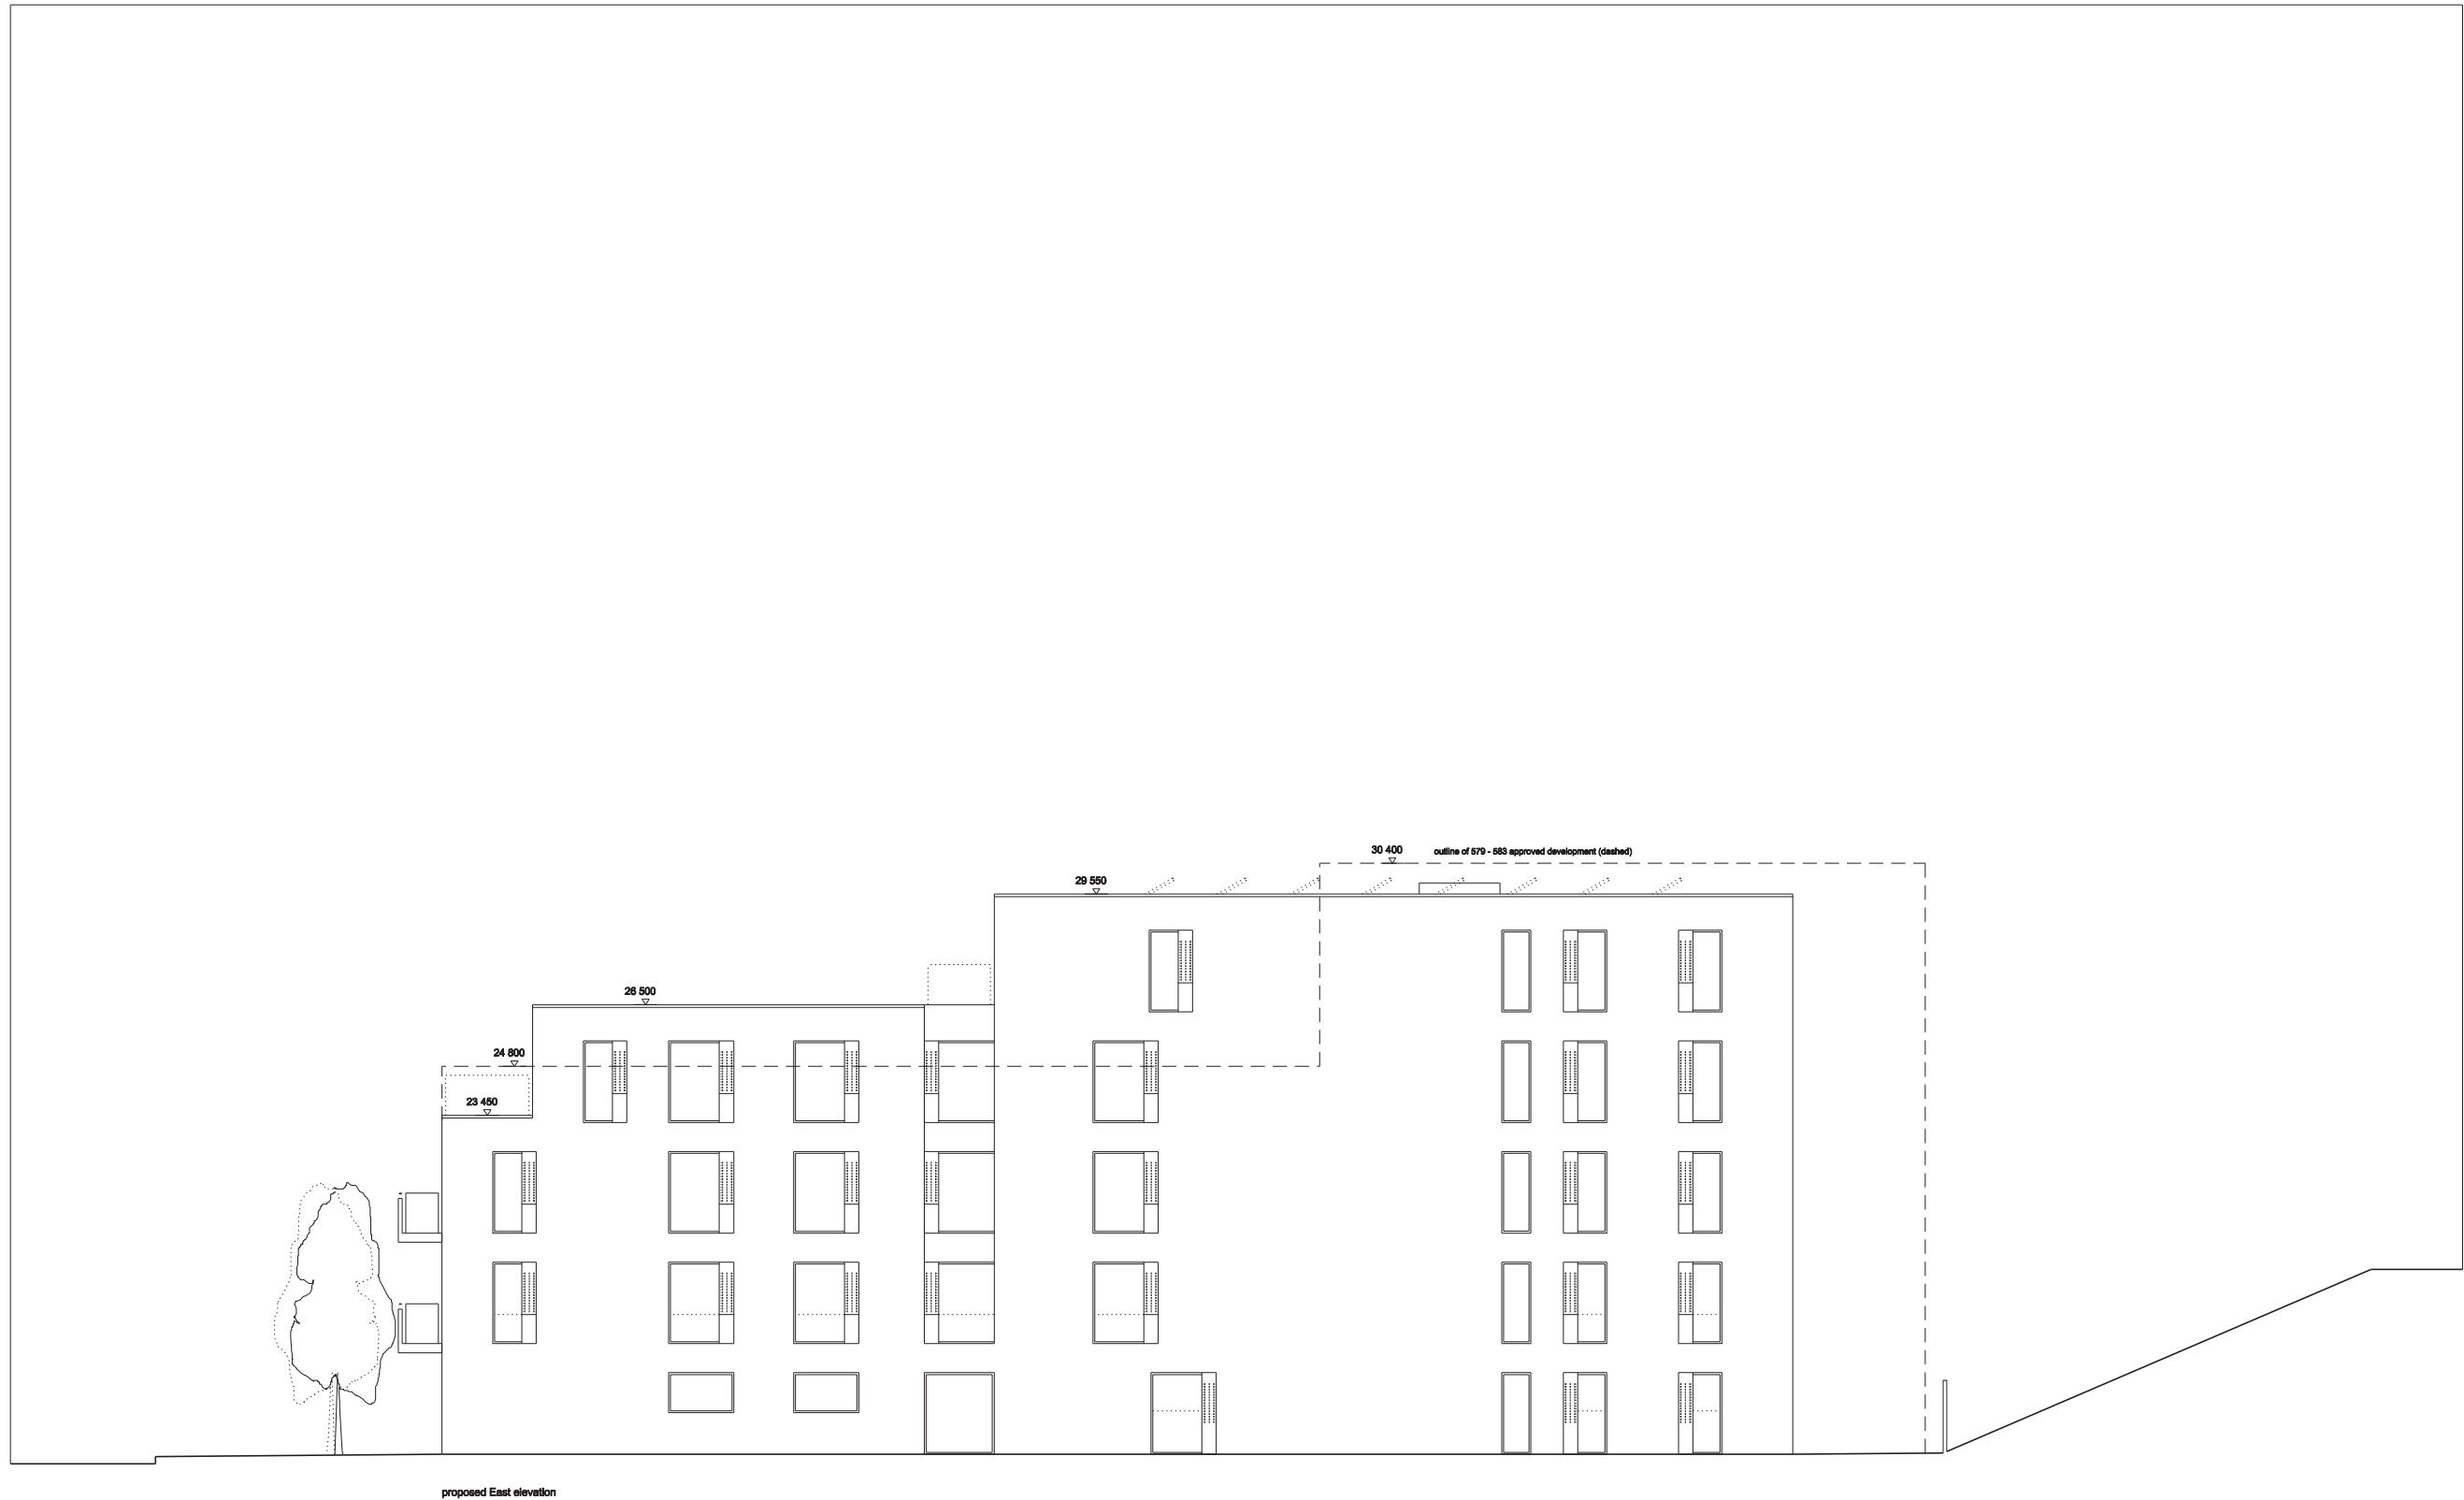 30 400
outline of 579 - 583 approved development (dashed)
29 550
26 500
24 800
23 450
proposed East elevation